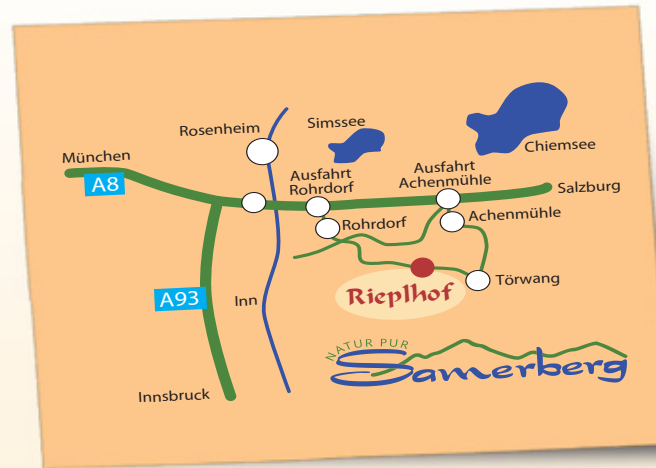 Simssee
Rosenheim
Chiemsee
München
A8
Ausfahrt
Rohrdorf
Ausfahrt
Achenmühle
Salzburg
Rohrdorf
Achenmühle
Törwang
Rieplhof
A93
Inn
NATUR PUR
Samerberg
Innsbruck